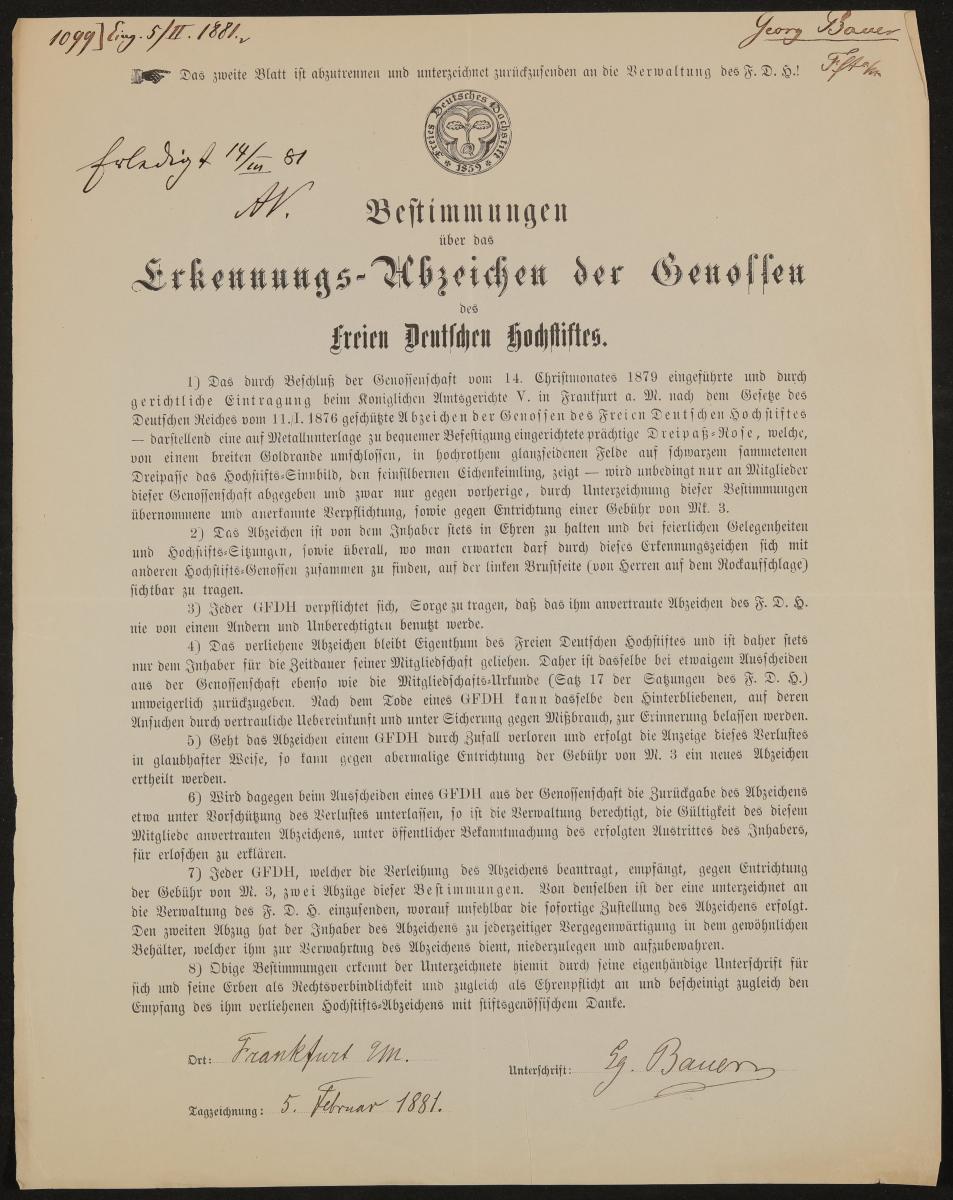 1099] Eing. 5/II. 1881.
Georg Bauer
☞ Das zweite Blatt ist abzutrennen und unterzeichnet zurückzusenden an die Verwaltung des F. D. H.!
Freies Deutsches Hochstift
* 1859 *
Erledigt 14/III 81
AV.
Bestimmungen
über das
Erkennungs-Abzeichen der Genossen
des
Freien Deutschen Hochstiftes.
1) Das durch Beschluß der Genossenschaft vom 14. Christmonates 1879 eingeführte und durch
gerichtliche Eintragung beim Königlichen Amtsgerichte V. in Frankfurt a. M. nach dem Gesetze des
Deutschen Reiches vom 11./I. 1876 geschützte Abzeichen der Genossen des Freien Deutschen Hochstiftes
— darstellend eine auf Metallunterlage zu bequemer Befestigung eingerichtete prächtige Dreipaß-Rose, welche,
von einem breiten Goldrande umschlossen, in hochrothem glanzseidenen Felde auf schwarzem sammetenen
Dreipasse das Hochstifts-Sinnbild, den feinsilbernen Eichenkeimling, zeigt — wird unbedingt nur an Mitglieder
dieser Genossenschaft abgegeben und zwar nur gegen vorherige, durch Unterzeichnung dieser Bestimmungen
übernommene und anerkannte Verpflichtung, sowie gegen Entrichtung einer Gebühr von Mk. 3.
2) Das Abzeichen ist von dem Inhaber stets in Ehren zu halten und bei feierlichen Gelegenheiten
und Hochstifts-Sitzungen, sowie überall, wo man erwarten darf durch dieses Erkennungszeichen sich mit
anderen Hochstifts-Genossen zusammen zu finden, auf der linken Brustseite (von Herren auf dem Rockaufschlage)
sichtbar zu tragen.
3) Jeder GFDH verpflichtet sich, Sorge zu tragen, daß das ihm anvertraute Abzeichen des F. D. H.
nie von einem Andern und Unberechtigten benutzt werde.
4) Das verliehene Abzeichen bleibt Eigenthum des Freien Deutschen Hochstiftes und ist daher stets
nur dem Inhaber für die Zeitdauer seiner Mitgliedschaft geliehen. Daher ist dasselbe bei etwaigem Ausscheiden
aus der Genossenschaft ebenso wie die Mitgliedschafts-Urkunde (Satz 17 der Satzungen des F. D. H.)
unweigerlich zurückzugeben. Nach dem Tode eines GFDH kann dasselbe den Hinterbliebenen, auf deren
Ansuchen durch vertrauliche Uebereinkunft und unter Sicherung gegen Mißbrauch, zur Erinnerung belassen werden.
5) Geht das Abzeichen einem GFDH durch Zufall verloren und erfolgt die Anzeige dieses Verlustes
in glaubhafter Weise, so kann gegen abermalige Entrichtung der Gebühr von M. 3 ein neues Abzeichen
ertheilt werden.
6) Wird dagegen beim Ausscheiden eines GFDH aus der Genossenschaft die Zurückgabe des Abzeichens
etwa unter Vorschützung des Verlustes unterlassen, so ist die Verwaltung berechtigt, die Gültigkeit des diesem
Mitgliede anvertrauten Abzeichens, unter öffentlicher Bekanntmachung des erfolgten Austrittes des Inhabers,
für erloschen zu erklären.
7) Jeder GFDH, welcher die Verleihung des Abzeichens beantragt, empfängt, gegen Entrichtung
der Gebühr von M. 3, zwei Abzüge dieser Bestimmungen. Von denselben ist der eine unterzeichnet an
die Verwaltung des F. D. H. einzusenden, worauf unfehlbar die sofortige Zustellung des Abzeichens erfolgt.
Den zweiten Abzug hat der Inhaber des Abzeichens zu jederzeitiger Vergegenwärtigung in dem gewöhnlichen
Behälter, welcher ihm zur Verwahrung des Abzeichens dient, niederzulegen und aufzubewahren.
8) Obige Bestimmungen erkennt der Unterzeichnete hiemit durch seine eigenhändige Unterschrift für
sich und seine Erben als Rechtsverbindlichkeit und zugleich als Ehrenpflicht an und bescheinigt zugleich den
Empfang des ihm verliehenen Hochstifts-Abzeichens mit stiftsgenössischem Danke.
Ort: Frankfurt a/M.
Unterschrift: Gg. Bauer
Tagzeichnung: 5. Februar 1881.